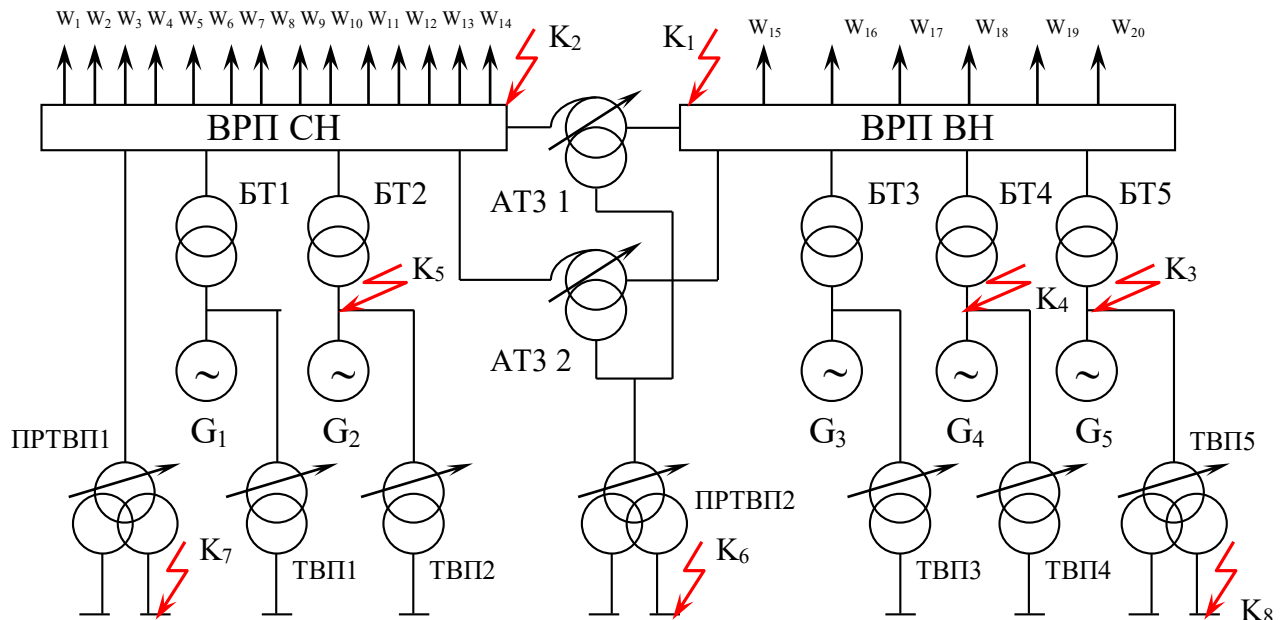 W1 W2 W3 W4 W5 W6 W7 W8 W9 W10 W11 W12 W13 W14
K2
K1
W15 W16 W17 W18 W19 W20
ВРП СН
ВРП ВН
БТ1
БТ2
АТЗ 1
БТ3
БТ4
БТ5
K5
K4
K3
~
~
~
~
~
АТЗ 2
G1
G2
G3
G4
G5
ПРТВП1
ПРТВП2
ТВП5
K7
K6
ТВП1
ТВП2
ТВП3
ТВП4
K8